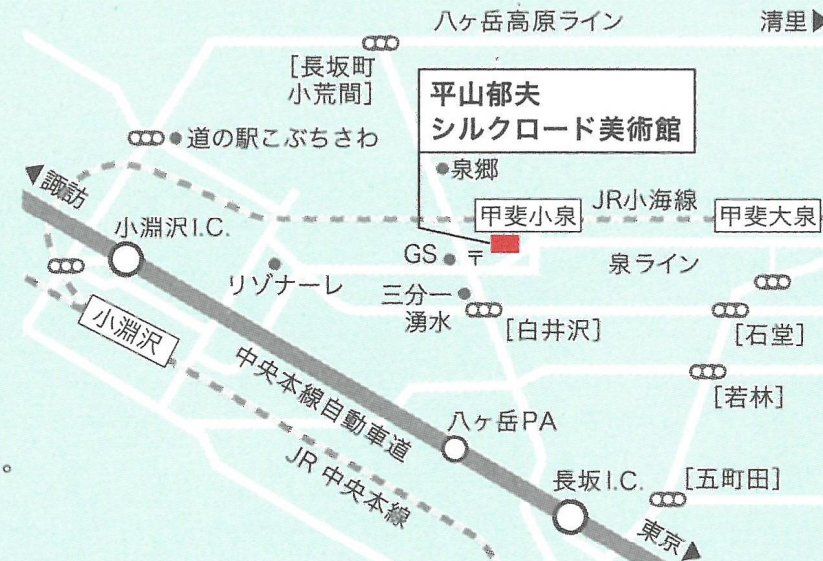 八ヶ岳高原ライン
清里▶
[長坂町
小荒間]
平山郁夫
シルクロード美術館
道の駅こぶちさわ
泉郷
◀諏訪
JR小海線
甲斐小泉
甲斐大泉
小淵沢I.C.
GS
〒
泉ライン
リゾナーレ
三分一
湧水
[白井沢]
[石堂]
小淵沢
中央本線自動車道
[若林]
八ヶ岳PA
JR中央本線
長坂I.C.
[五町田]
東京▶
。